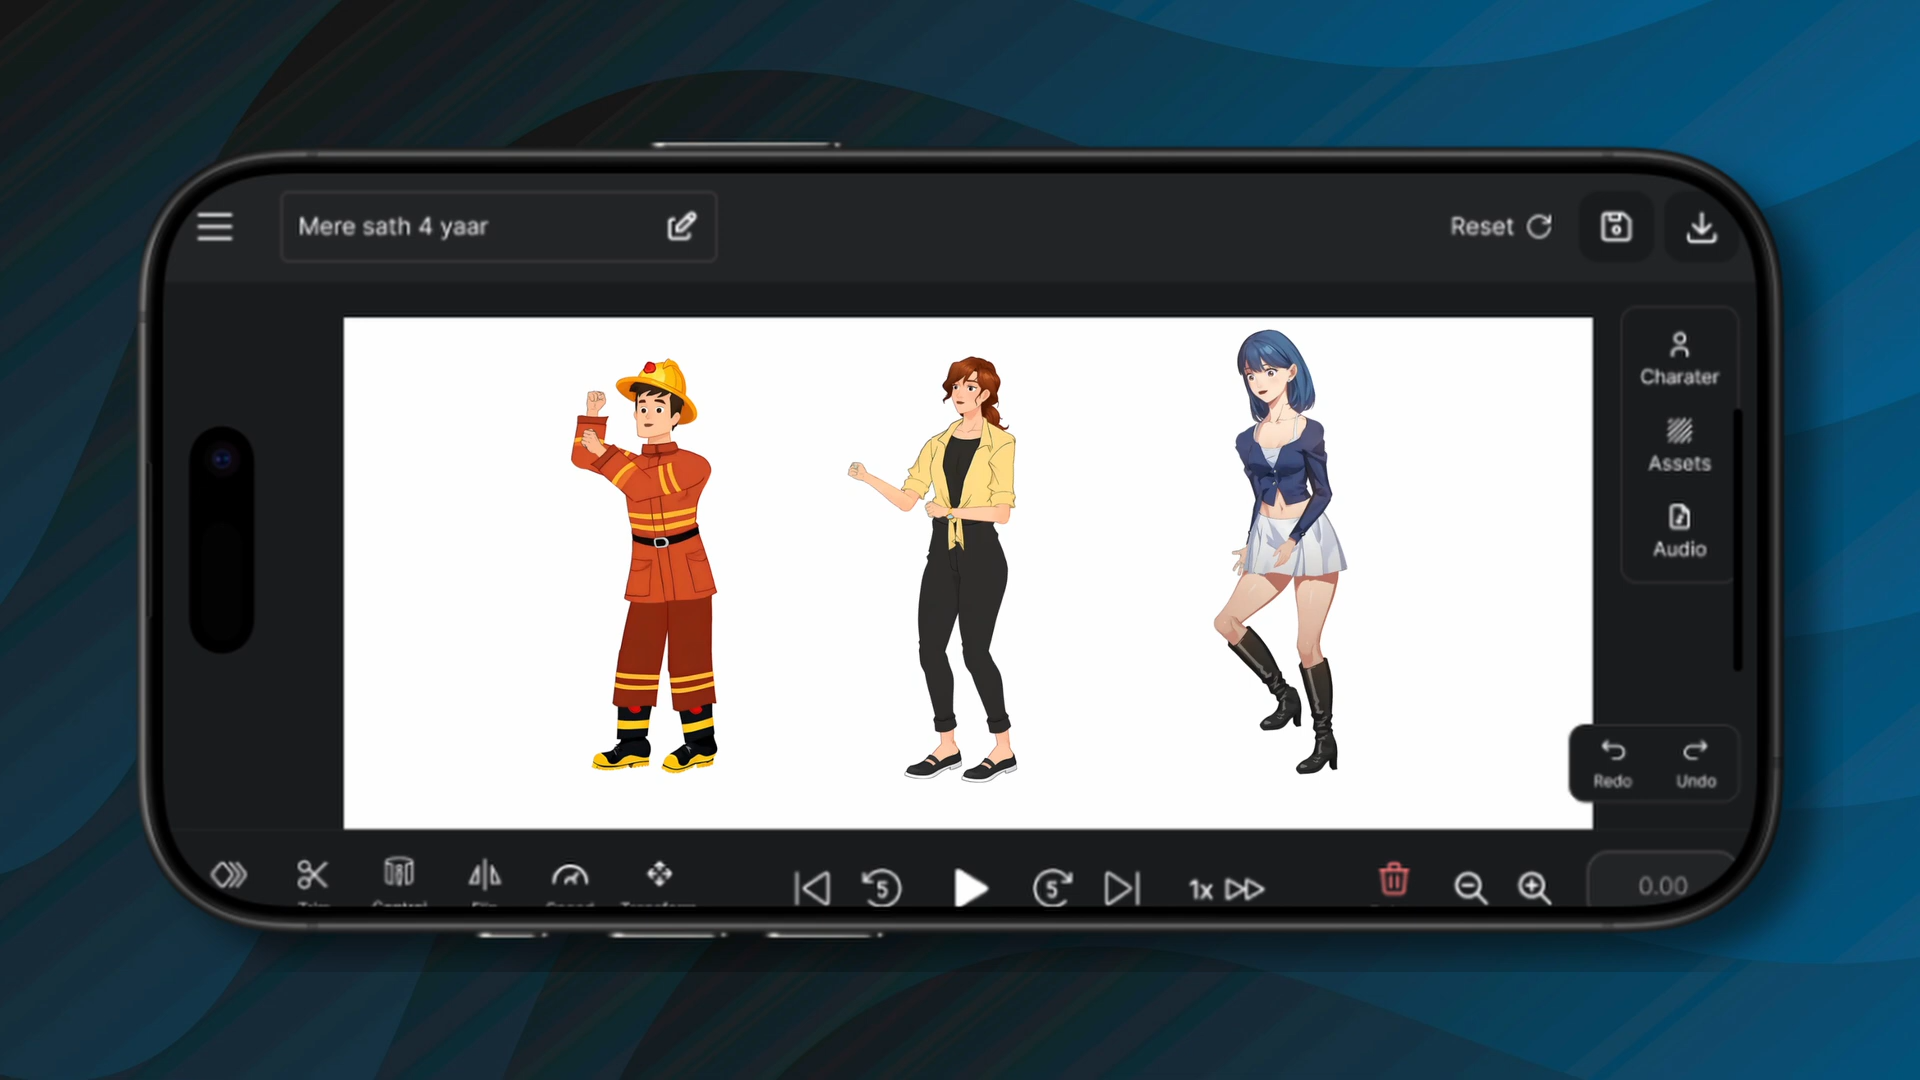 Mere sath 4 yaar
Reset
Charater
Assets
Audio
Redo
Undo
5
5
1x
0.00